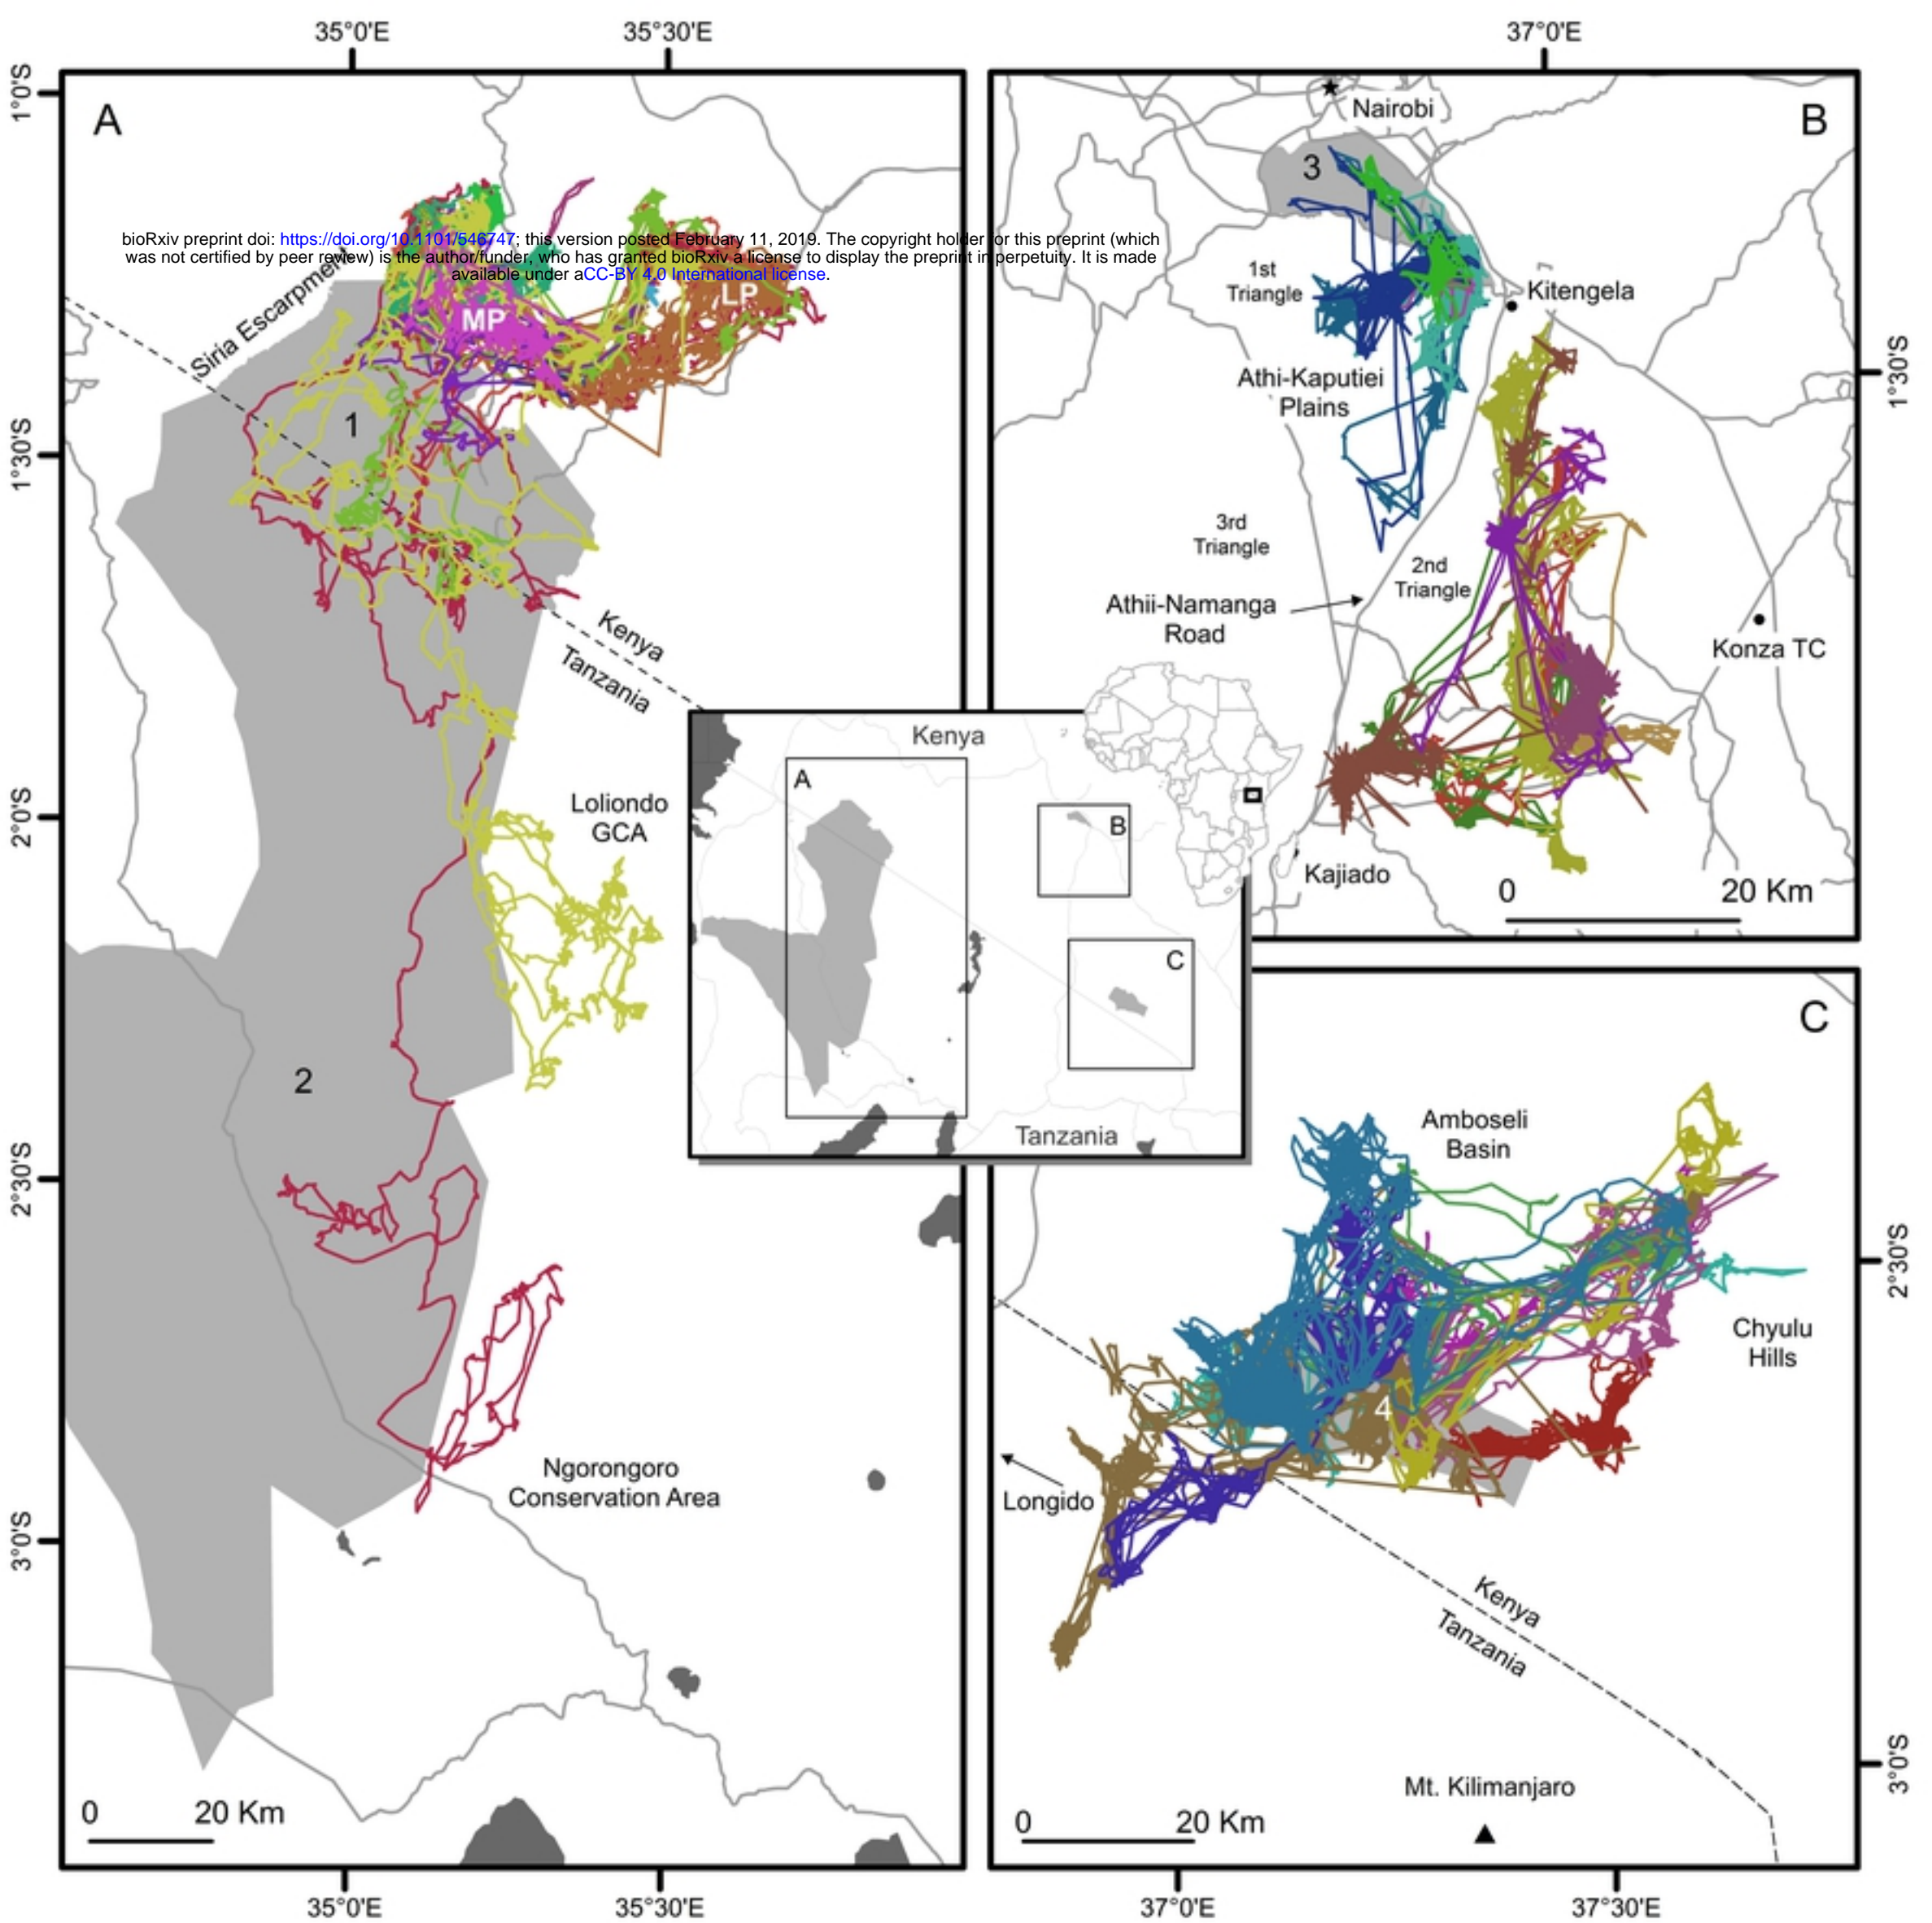 35°0'E
35°30'E
37°0'E
1°0'S
1°30'S
2°0'S
2°30'S
3°0'S
A
bioRxiv preprint doi: https://doi.org/10.1101/546747; this version posted February 11, 2019. The copyright holder for this preprint (which
was not certified by peer review) is the author/funder, who has granted bioRxiv a license to display the preprint in perpetuity. It is made
available under aCC-BY 4.0 International license.
Siria Escarpment
MP
LP
1
Kenya
Tanzania
Loliondo
GCA
2
Ngorongoro
Conservation Area
0
20 Km
35°0'E
35°30'E
Kenya
A
B
C
Tanzania
B
Nairobi
3
1st
Triangle
Kitengela
Athi-Kaputiei
Plains
3rd
Triangle
2nd
Triangle
Athii-Namanga
Road
Konza TC
Kajiado
0
20 Km
1°30'S
C
Amboseli
Basin
Chyulu
Hills
4
Longido
Kenya
Tanzania
Mt. Kilimanjaro
0
20 Km
2°30'S
3°0'S
37°0'E
37°30'E